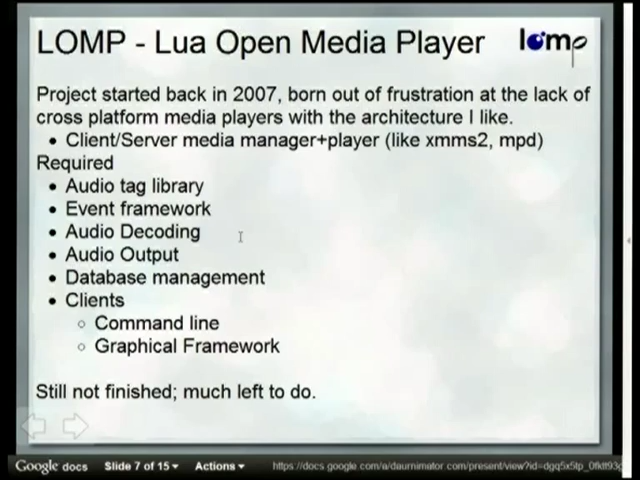 LOMP - Lua Open Media Player
lomp
Project started back in 2007, born out of frustration at the lack of
cross platform media players with the architecture I like.
• Client/Server media manager+player (like xmms2, mpd)
Required
• Audio tag library
• Event framework
• Audio Decoding
• Audio Output
• Database management
• Clients
○ Command line
○ Graphical Framework
Still not finished; much left to do.
Google docs Slide 7 of 15 Actions